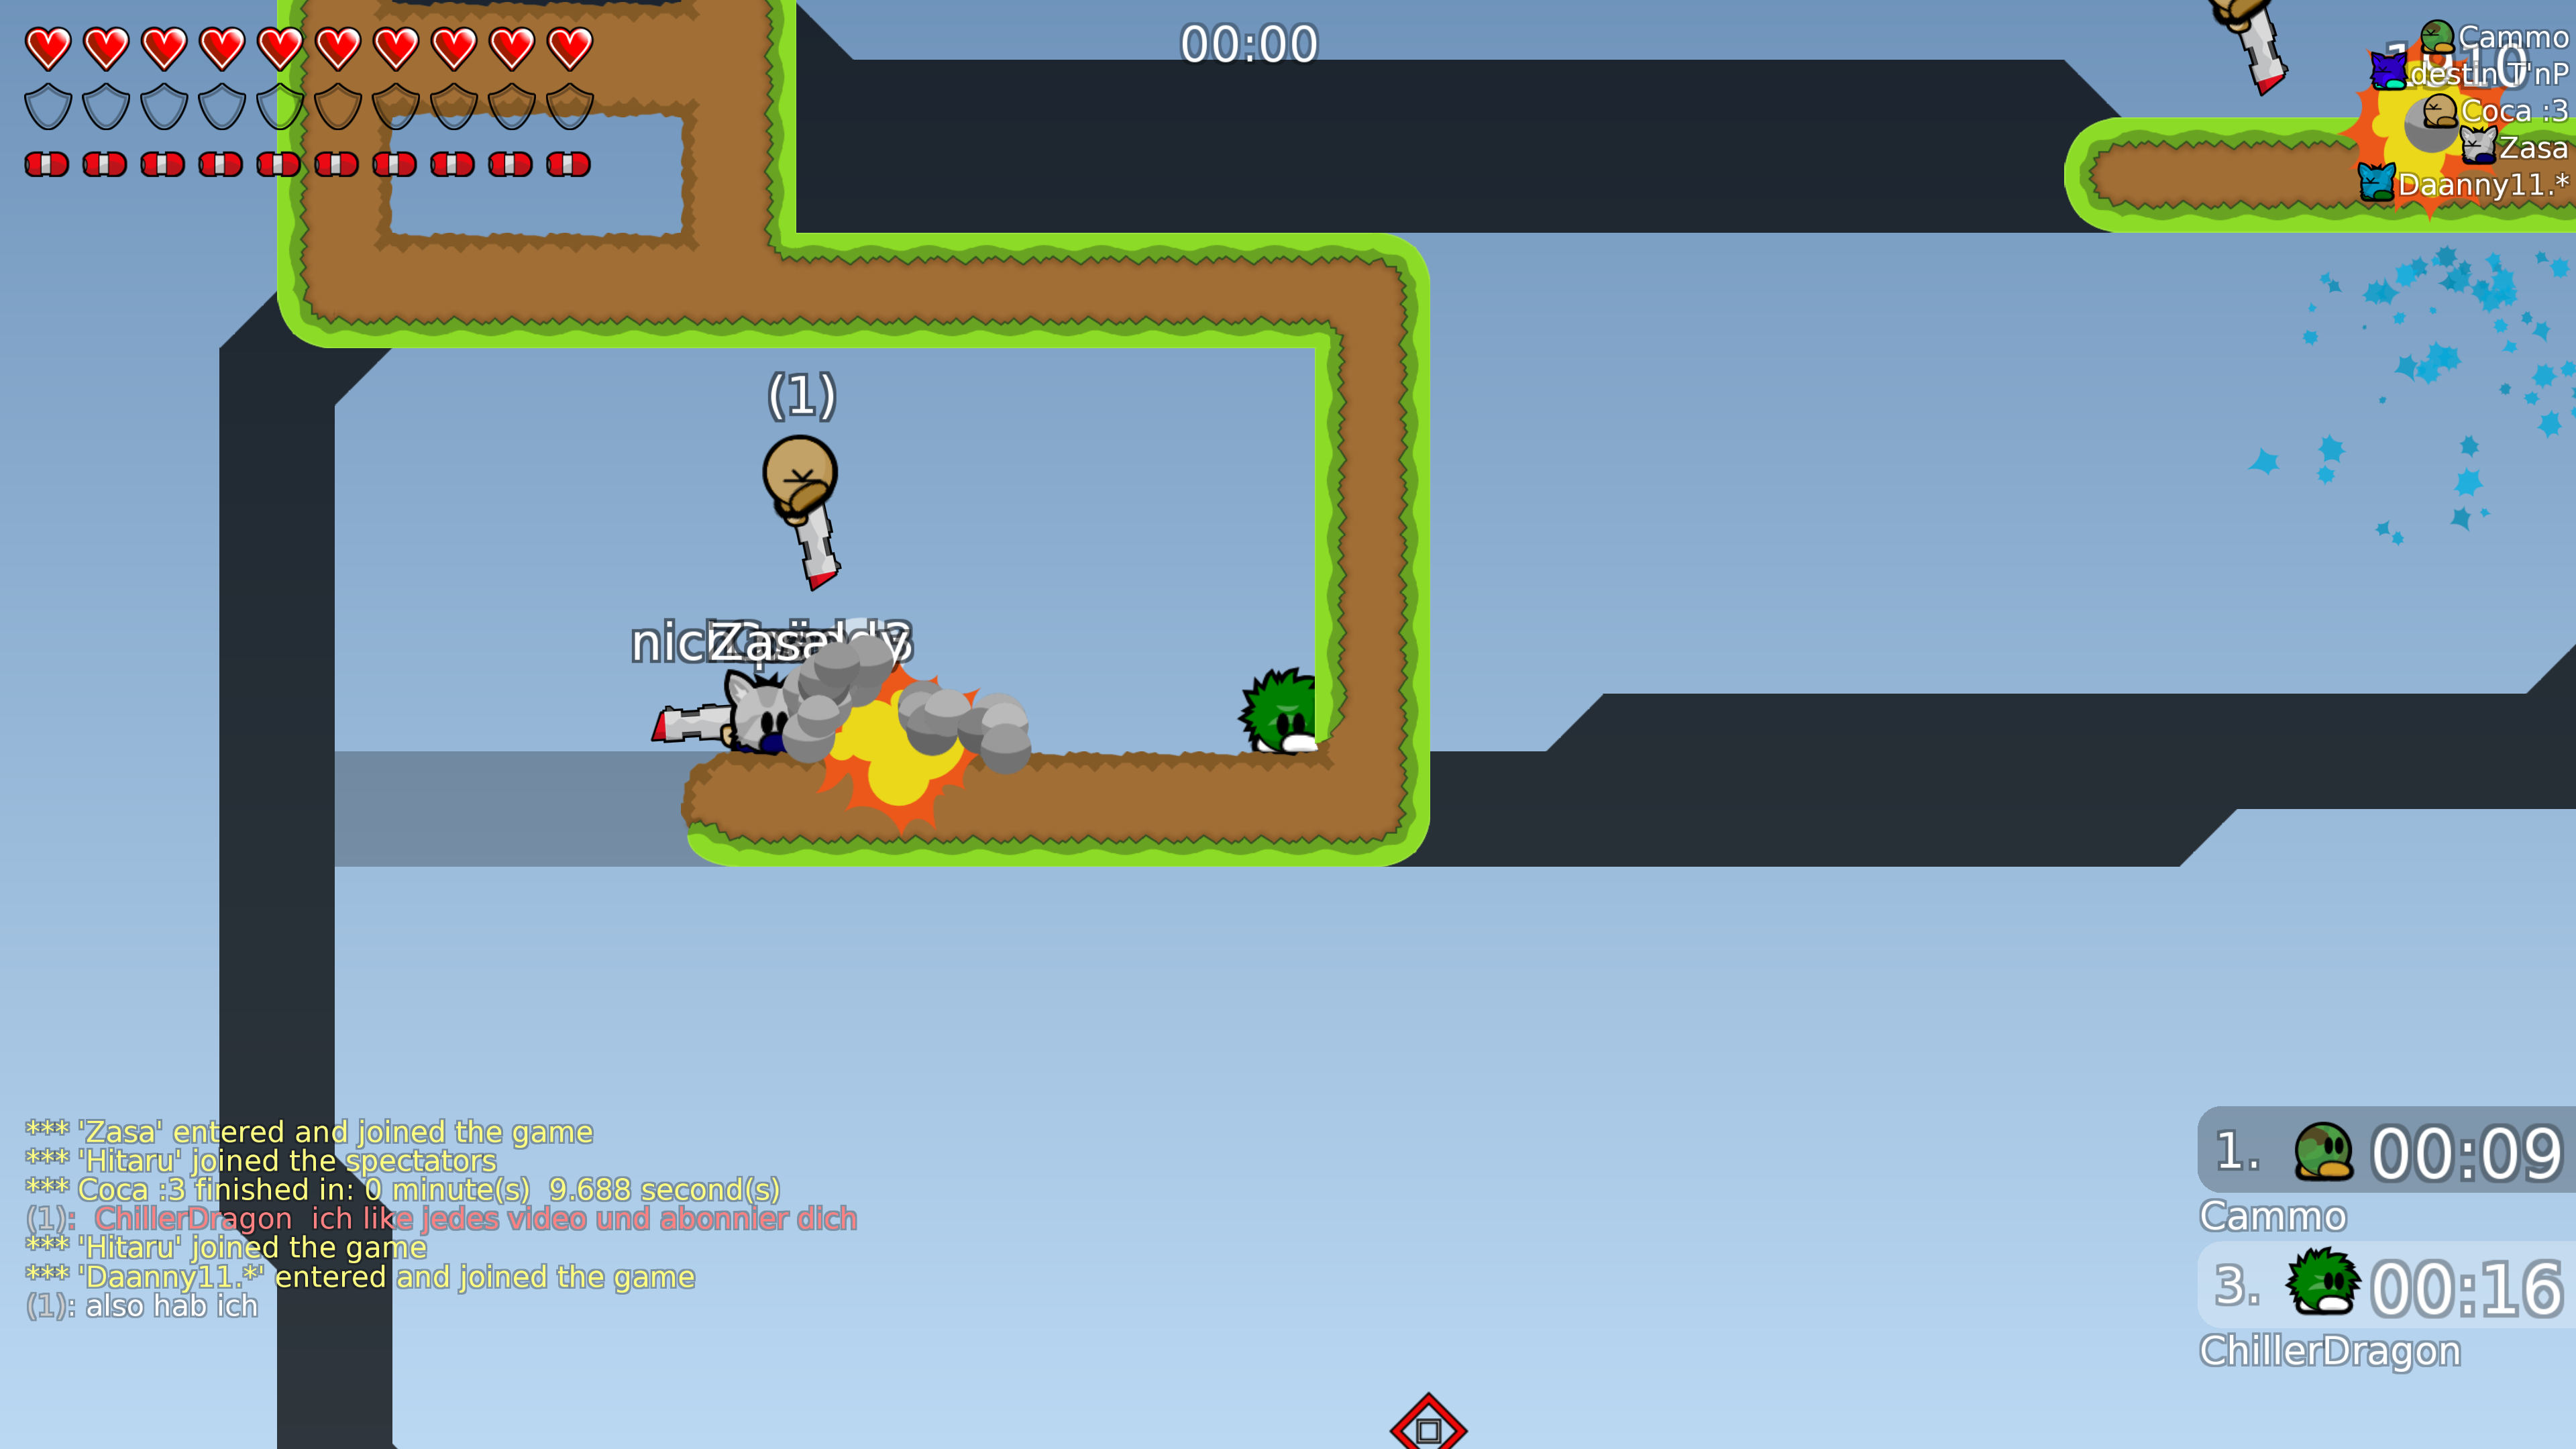 00:00
Cammo
destin T'nP
Coca :3
Zasa
Daanny11.*
(1)
Zasa
*** 'Zasa' entered and joined the game
*** 'Hitaru' joined the spectators
*** Coca :3 finished in: 0 minute(s) 9.688 second(s)
(1): ChillerDragon ich like jedes video und abonnier dich
*** 'Hitaru' joined the game
*** 'Daanny11.*' entered and joined the game
(1): also hab ich
1. 00:09
Cammo
3. 00:16
ChillerDragon